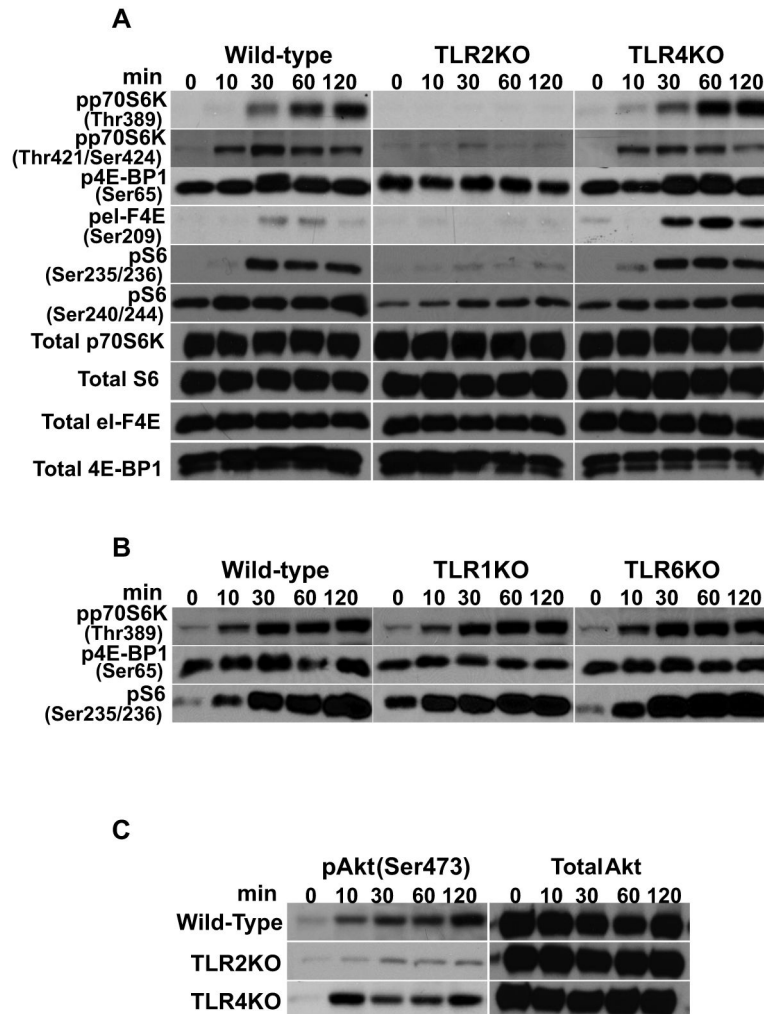 A
Wild-type TLR2KO TLR4KO
min 0 10 30 60 120 0 10 30 60 120 0 10 30 60 120
pp70S6K
(Thr389)
pp70S6K
(Thr421/Ser424)
p4E-BP1
(Ser65)
peI-F4E
(Ser209)
pS6
(Ser235/236)
pS6
(Ser240/244)
Total p70S6K
Total S6
Total eI-F4E
Total 4E-BP1
B
Wild-type TLR1KO TLR6KO
min 0 10 30 60 120 0 10 30 60 120 0 10 30 60 120
pp70S6K
(Thr389)
p4E-BP1
(Ser65)
pS6
(Ser235/236)
C
pAkt(Ser473) TotalAkt
min 0 10 30 60 120 0 10 30 60 120
Wild-Type
TLR2KO
TLR4KO